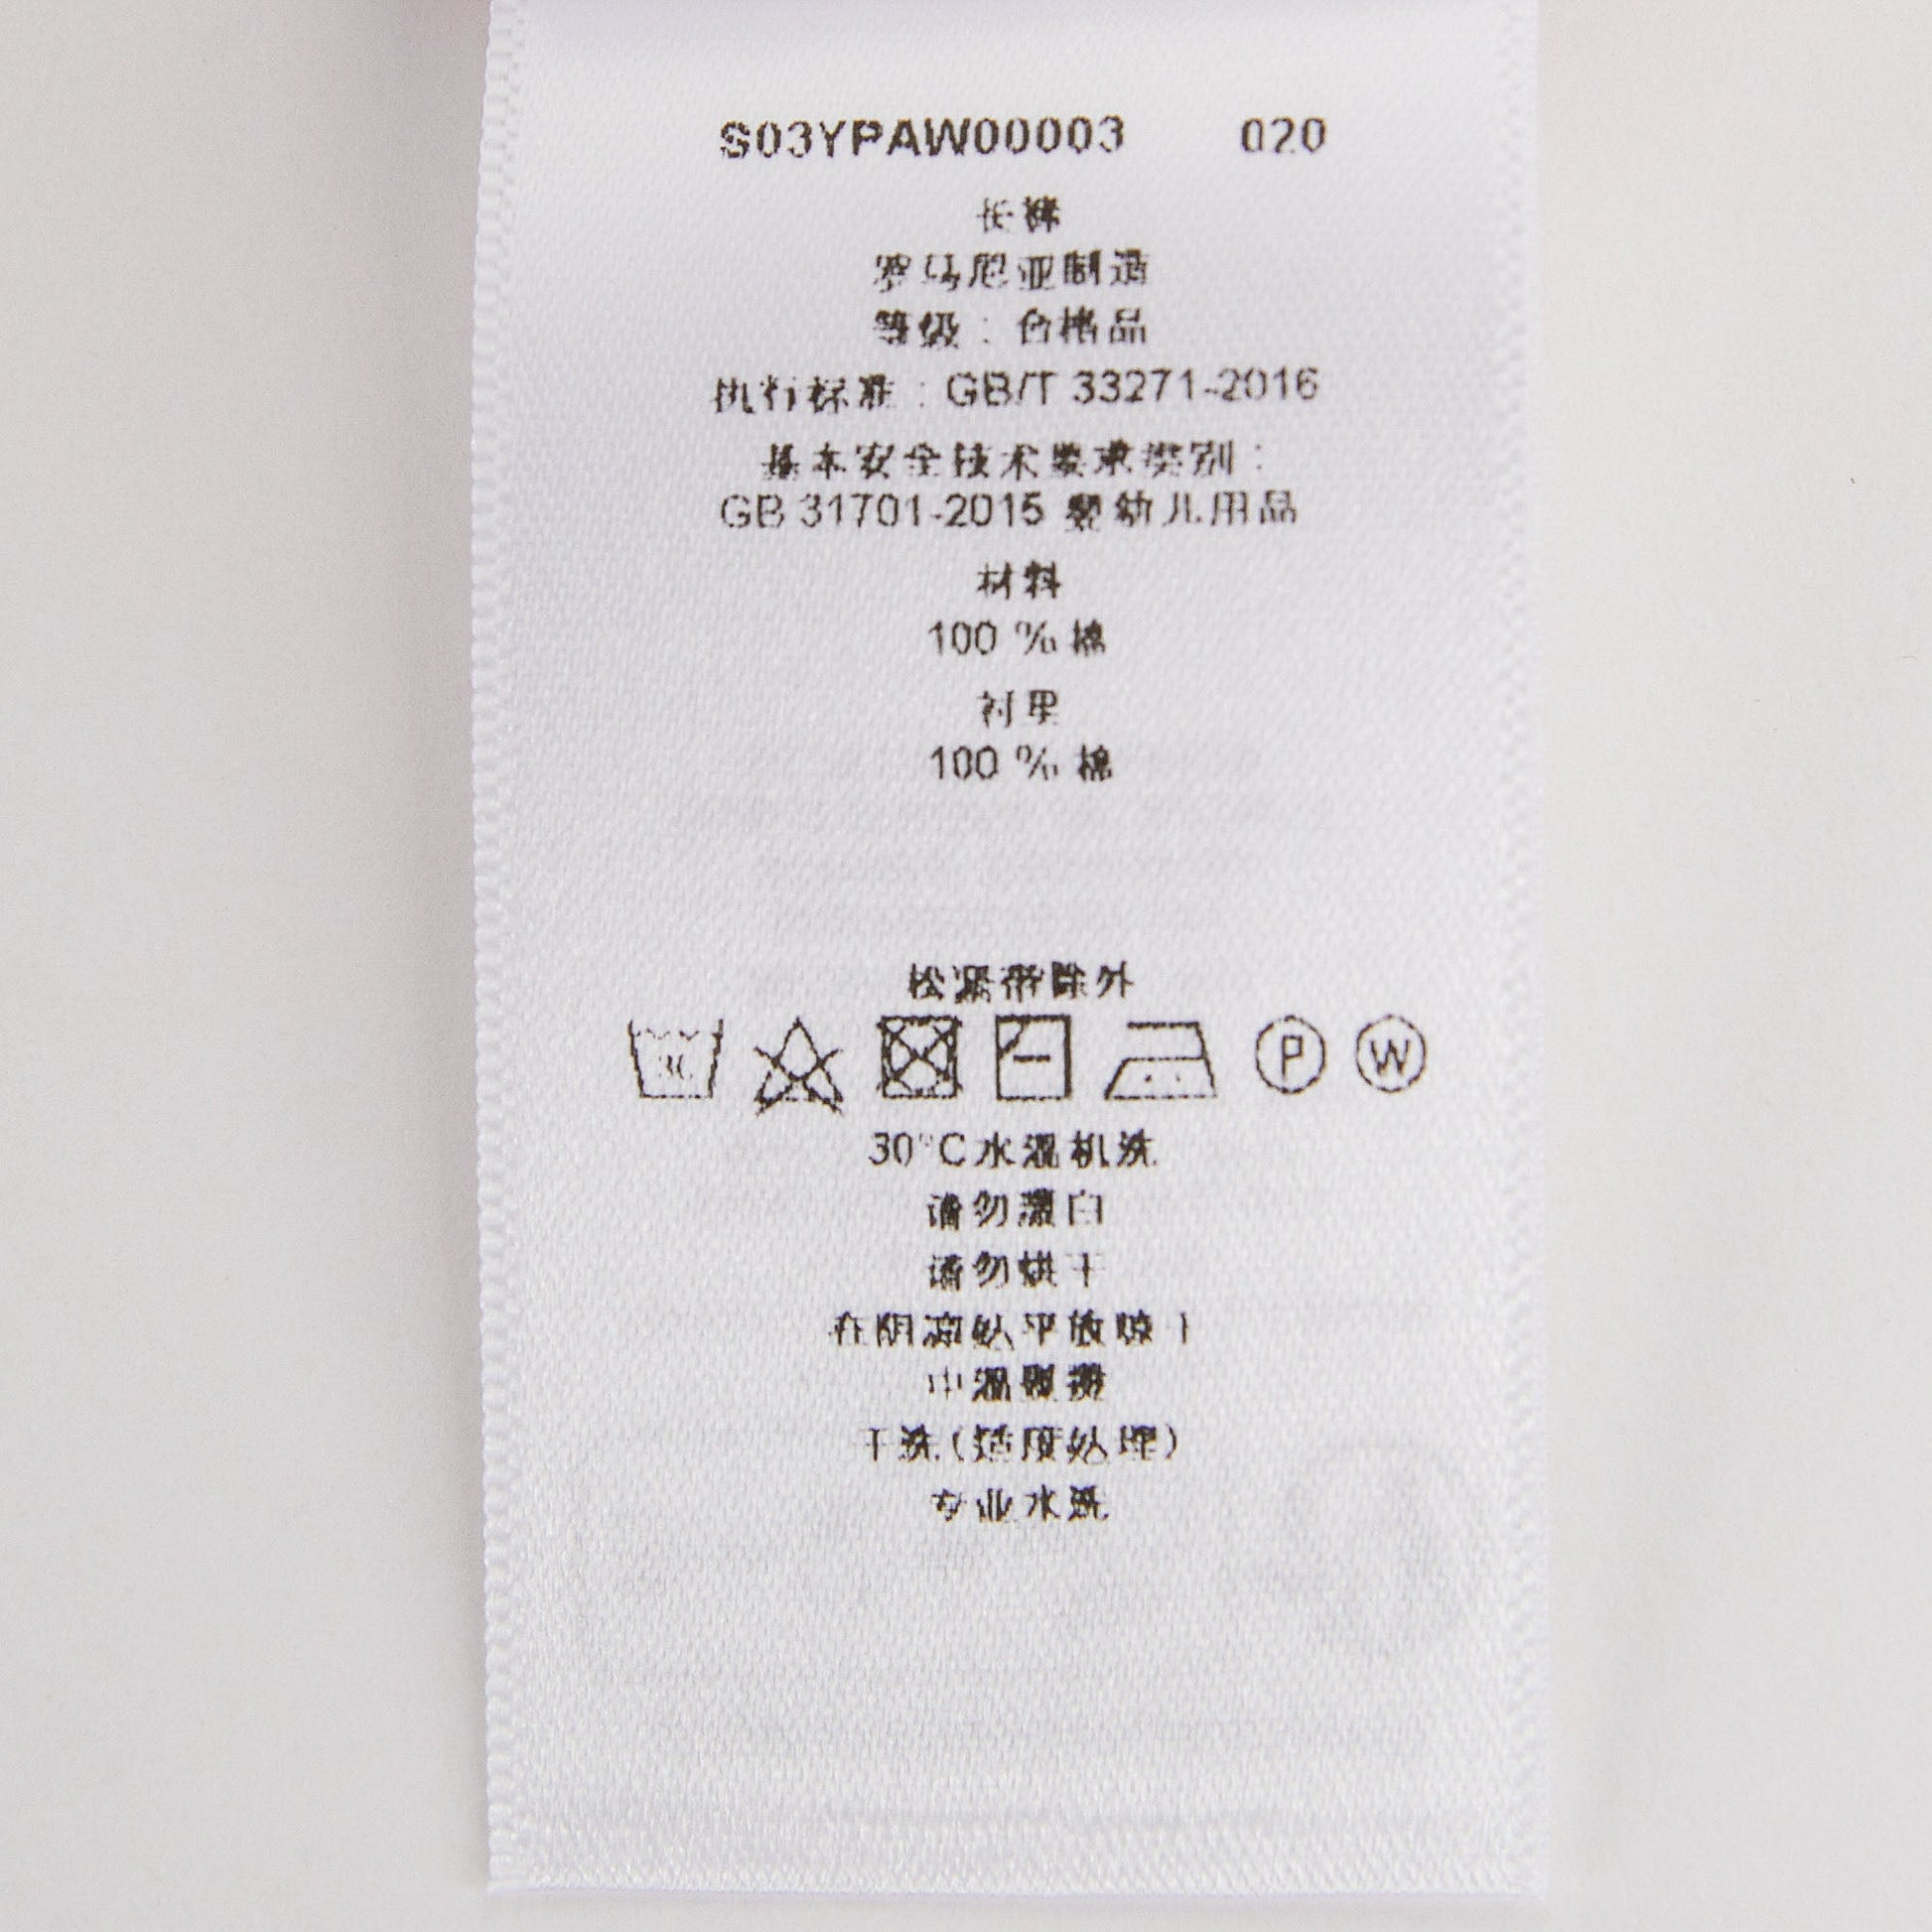 S03YPAW00003 020
长裤
罗马尼亚制造
等级：合格品
执行标准：GB/T 33271-2016
基本安全技术要求类别：
GB 31701-2015 婴幼儿用品
材料
100 % 棉
衬里
100 % 棉
松紧带除外
30 P W
30°C水温机洗
请勿漂白
请勿烘干
在阴凉处平放晾干
中温熨烫
干洗(适度处理)
专业水洗